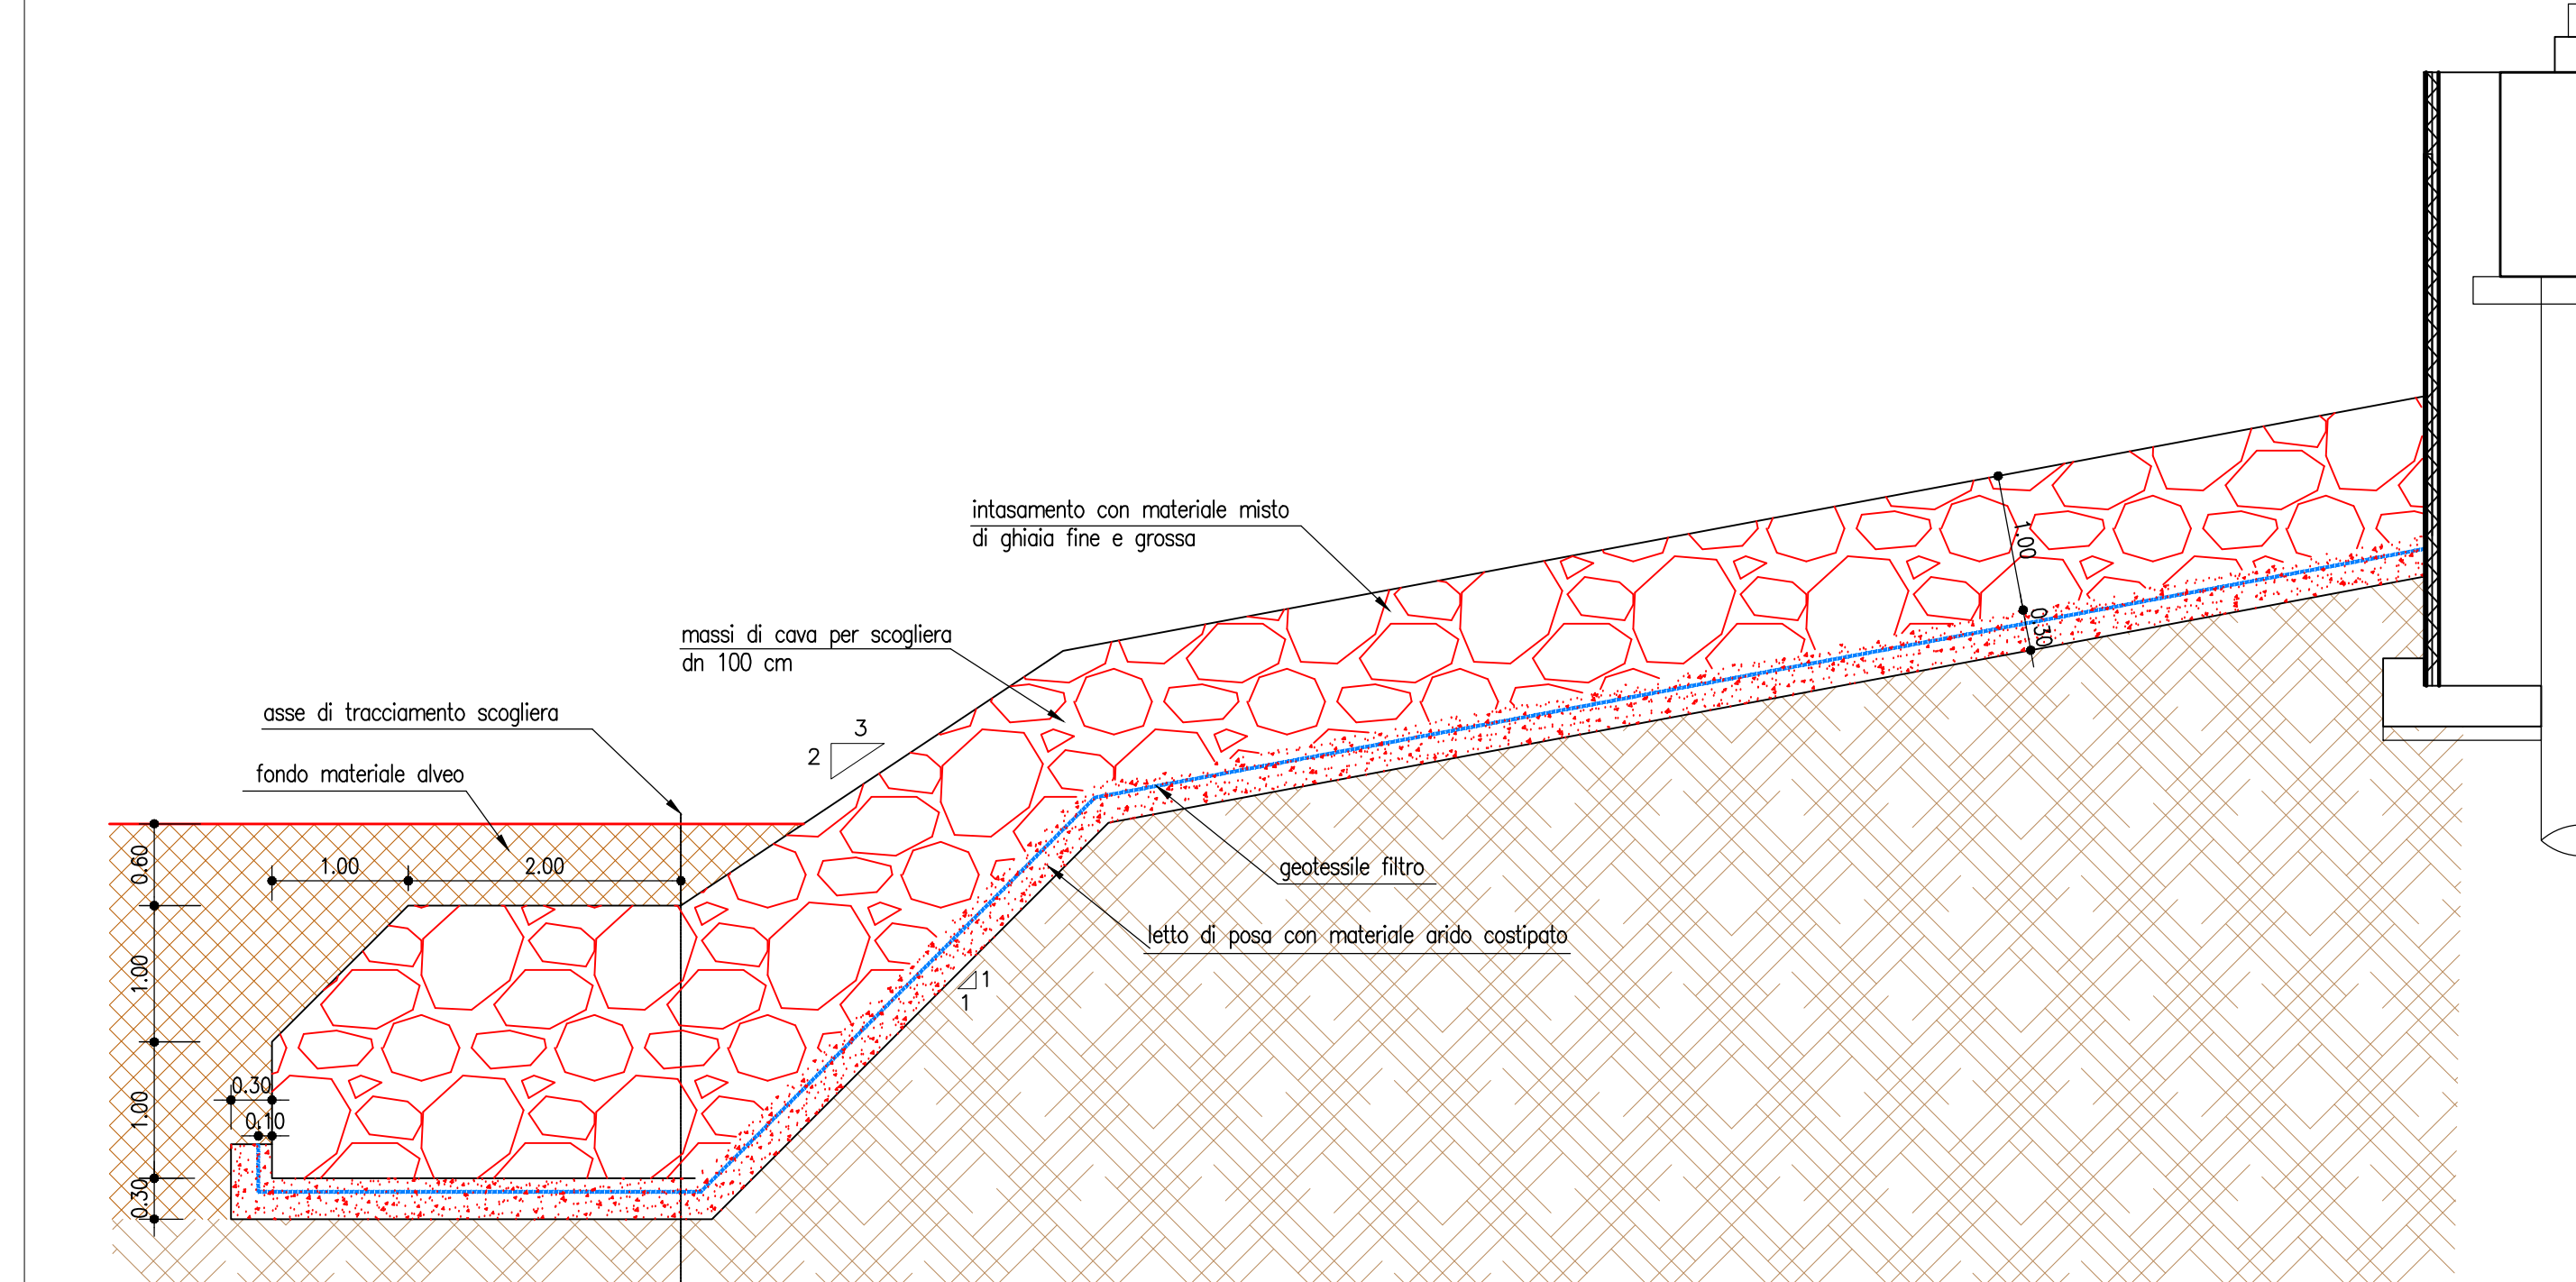 intasamento con materiale misto
di ghiaia fine e grossa
massi di cava per scogliera
dn 100 cm
asse di tracciamento scogliera
fondo materiale alveo
3
2
1.00
0.30
0.60
1.00
2.00
geotessile filtro
letto di posa con materiale arido costipato
1.00
1
1
0.30
1.00
0.10
0.30